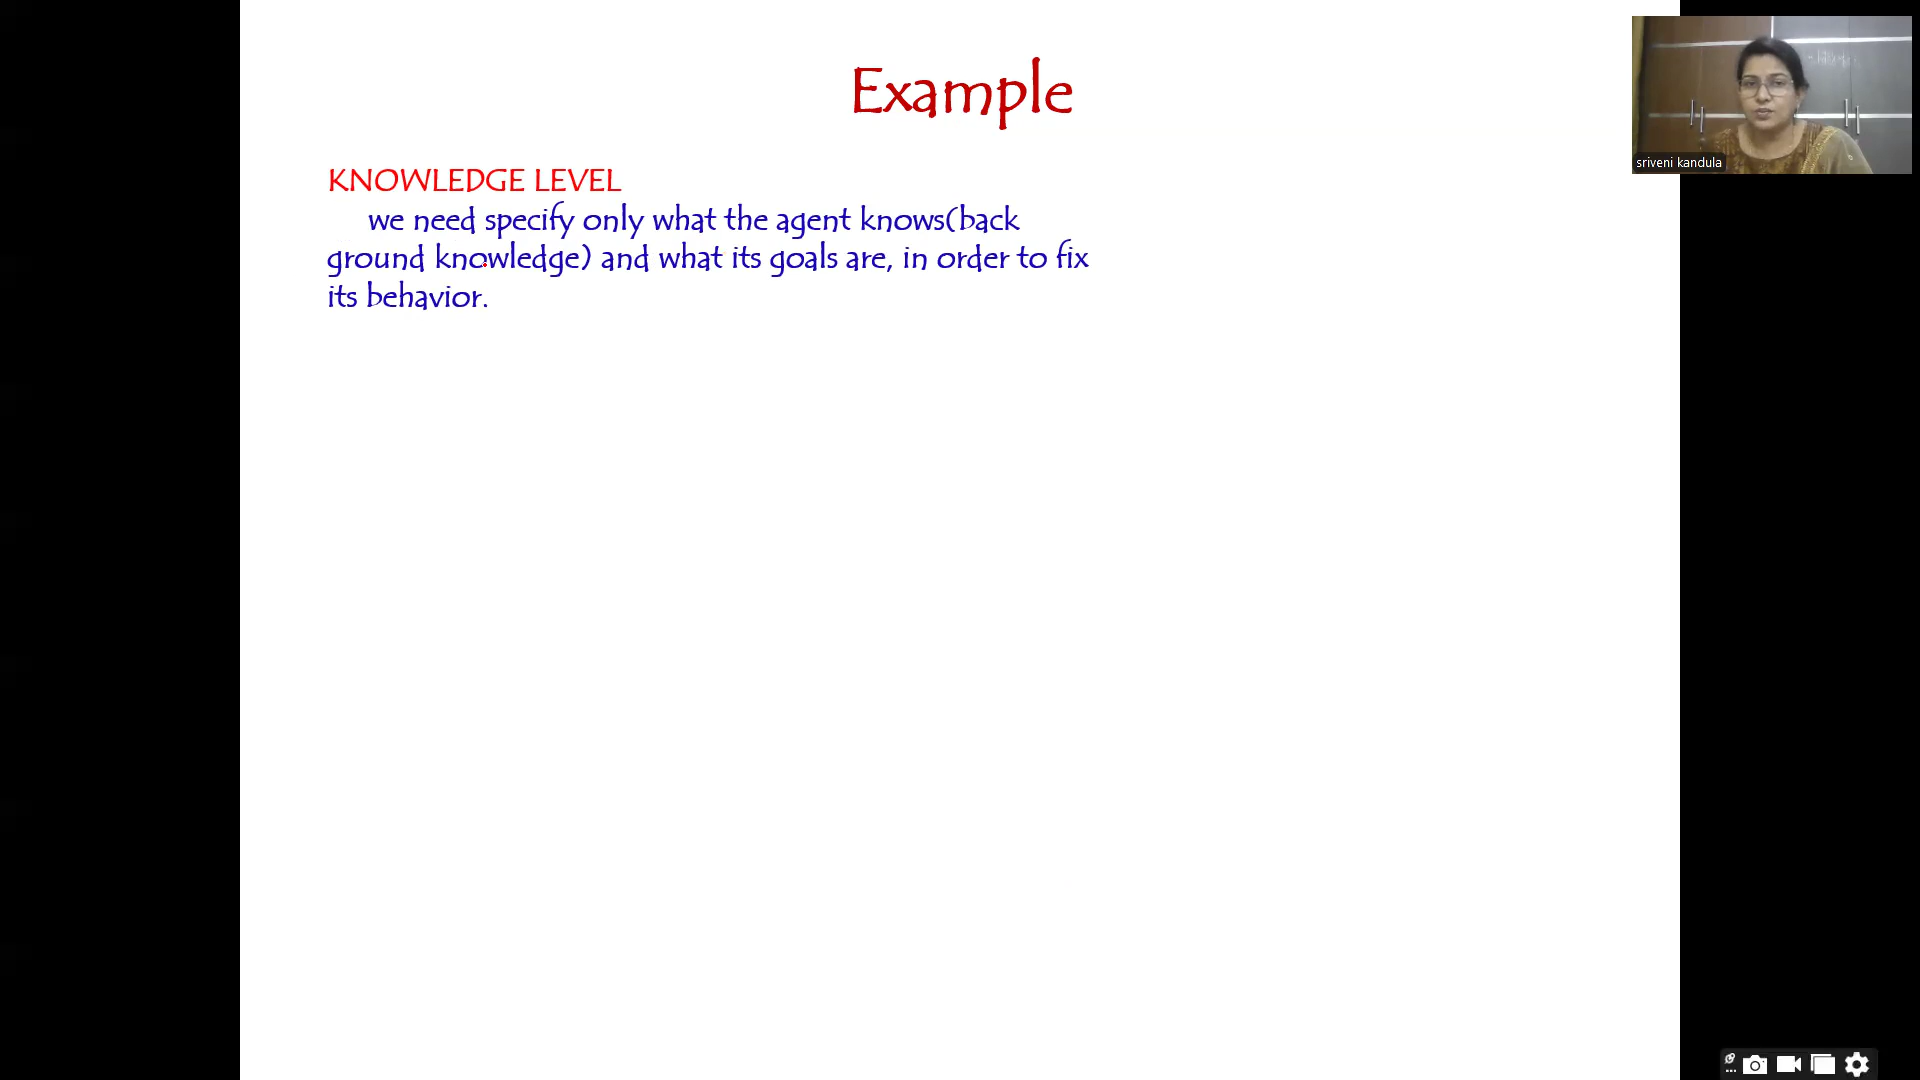 Example
sriveni kandula
KNOWLEDGE LEVEL
we need specify only what the agent knows(back
ground knowledge) and what its goals are, in order to fix
its behavior.